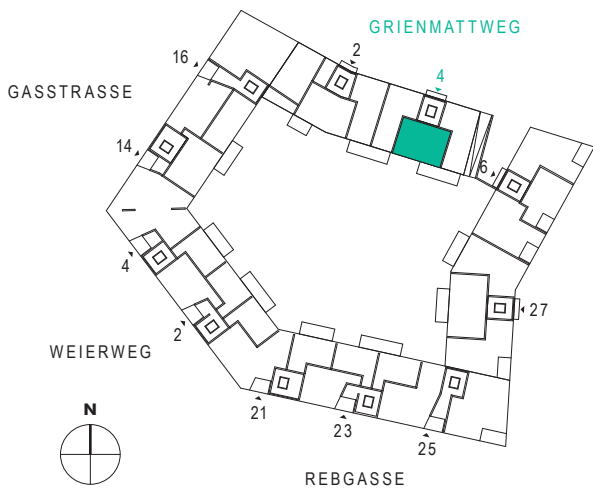 GRIENMATTWEG
2
4
16
GASSTRASSE
14
6
4
27
2
WEIERWEG
N
21
23
25
REBGASSE